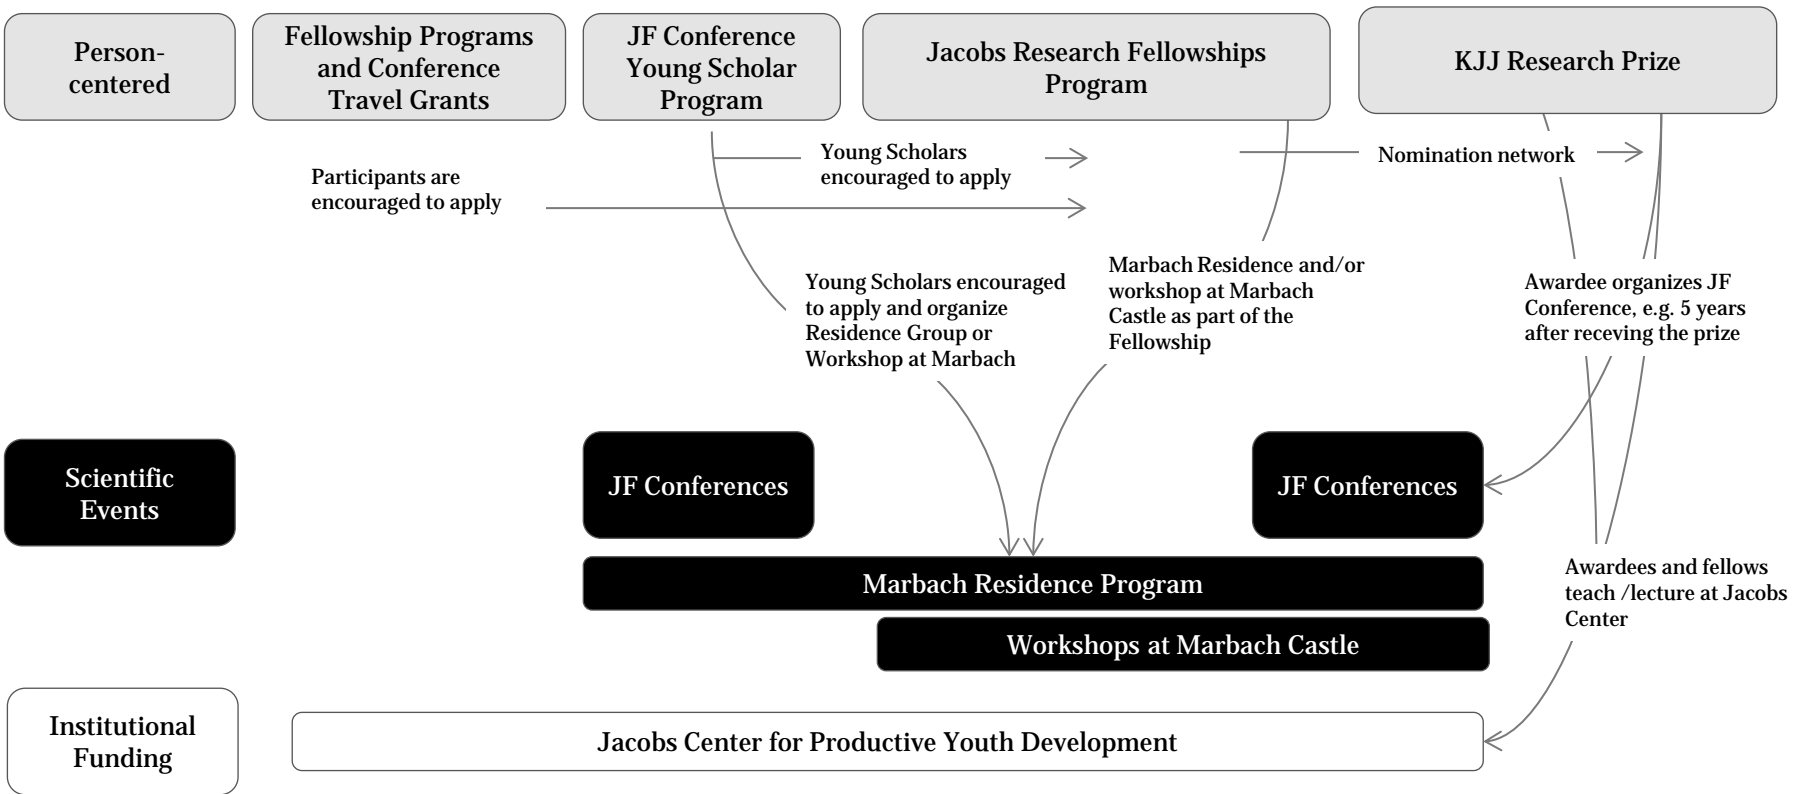 Person-
centered
Fellowship Programs
and Conference
Travel Grants
JF Conference
Young Scholar
Program
Jacobs Research Fellowships
Program
KJJ Research Prize
Participants are
encouraged to apply
Young Scholars
encouraged to apply
Nomination network
Young Scholars encouraged
to apply and organize
Residence Group or
Workshop at Marbach
Marbach Residence and/or
workshop at Marbach
Castle as part of the
Fellowship
Awardee organizes JF
Conference, e.g. 5 years
after receving the prize
Scientific
Events
JF Conferences
JF Conferences
Marbach Residence Program
Workshops at Marbach Castle
Awardees and fellows
teach /lecture at Jacobs
Center
Institutional
Funding
Jacobs Center for Productive Youth Development